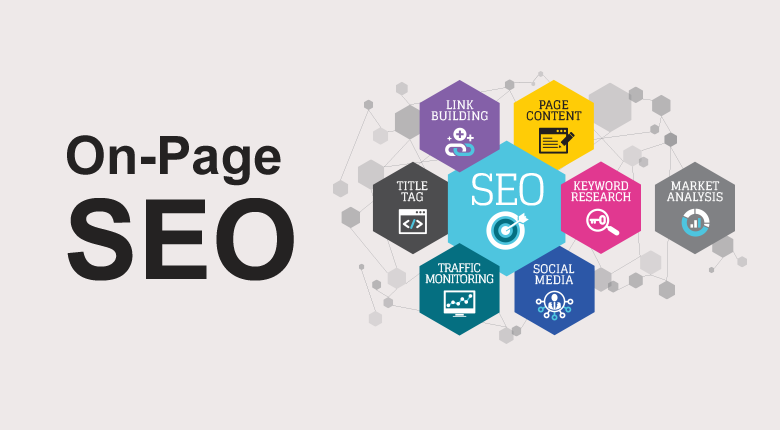 On-Page
SEO
LINK
BUILDING
PAGE
CONTENT
TITLE
TAG
SEO
KEYWORD
RESEARCH
MARKET
ANALYSIS
TRAFFIC
MONITORING
SOCIAL
MEDIA